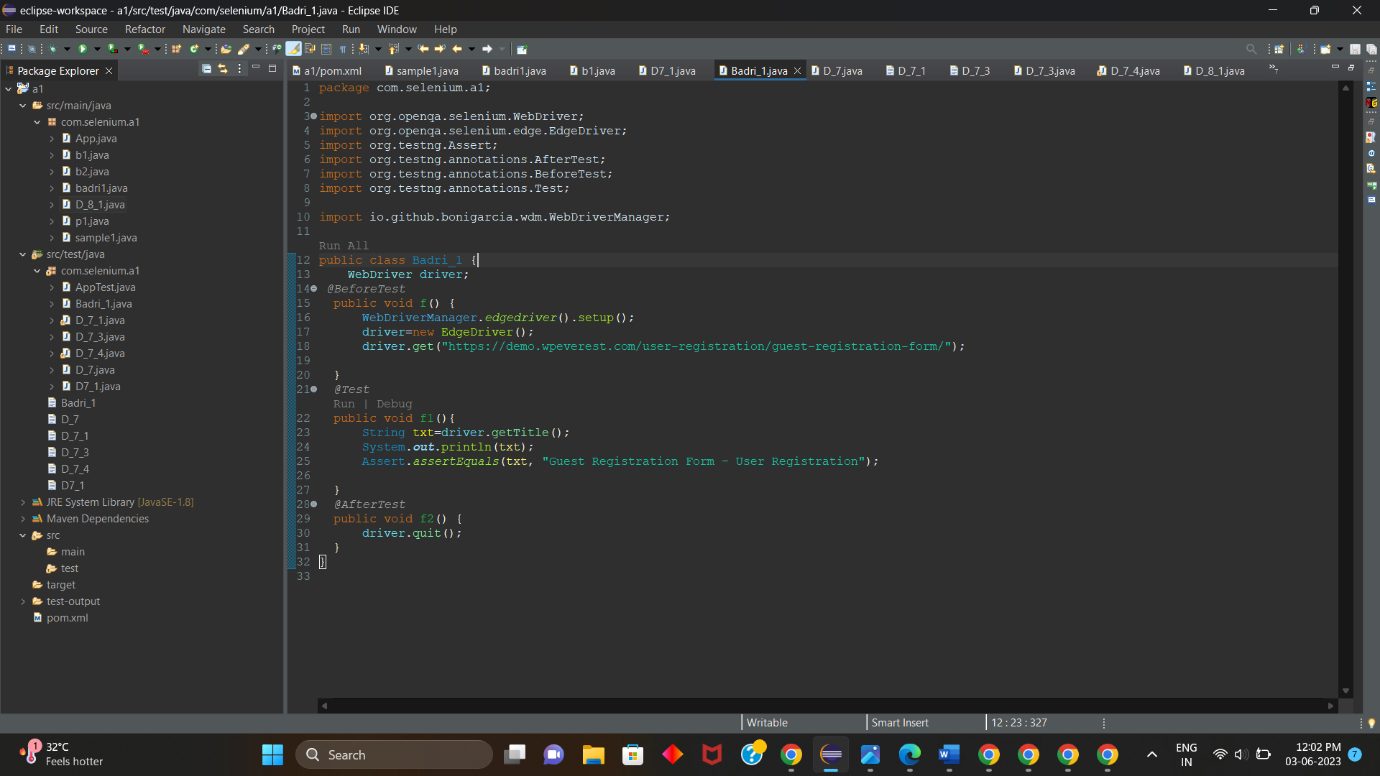 eclipse-workspace - a1/src/test/java/com/selenium/a1/Badri_1.java - Eclipse IDE
File Edit Source Refactor Navigate Search Project Run Window Help
Package Explorer
a1/pom.xml sample1.java badri1.java b1.java D7_1.java Badri_1.java D_7.java D_7_1 D_7_3 D_7_3.java D_7_4.java D_8_1.java
a1
src/main/java
com.selenium.a1
App.java
b1.java
b2.java
badri1.java
D_8_1.java
p1.java
sample1.java
src/test/java
com.selenium.a1
AppTest.java
Badri_1.java
D_7_1.java
D_7_3.java
D_7_4.java
D_7.java
D7_1.java
Badri_1
D_7
D_7_1
D_7_3
D_7_4
D7_1
JRE System Library [JavaSE-1.8]
Maven Dependencies
src
main
test
target
test-output
pom.xml
1 package com.selenium.a1;
2
3 import org.openqa.selenium.WebDriver;
4 import org.openqa.selenium.edge.EdgeDriver;
5 import org.testng.Assert;
6 import org.testng.annotations.AfterTest;
7 import org.testng.annotations.BeforeTest;
8 import org.testng.annotations.Test;
9
10 import io.github.bonigarcia.wdm.WebDriverManager;
11
Run All
12 public class Badri_1 {
13 WebDriver driver;
14 @BeforeTest
15 public void f() {
16 WebDriverManager.edgedriver().setup();
17 driver=new EdgeDriver();
18 driver.get("https://demo.wpeverest.com/user-registration/guest-registration-form/");
19
20 }
21 @Test
Run | Debug
22 public void f1(){
23 String txt=driver.getTitle();
24 System.out.println(txt);
25 Assert.assertEquals(txt, "Guest Registration Form – User Registration");
26
27 }
28 @AfterTest
29 public void f2() {
30 driver.quit();
31 }
32 }
33
Writable Smart Insert 12 : 23 : 327
1 32°C
Feels hotter
Search
ENG
IN
12:02 PM
03-06-2023
7